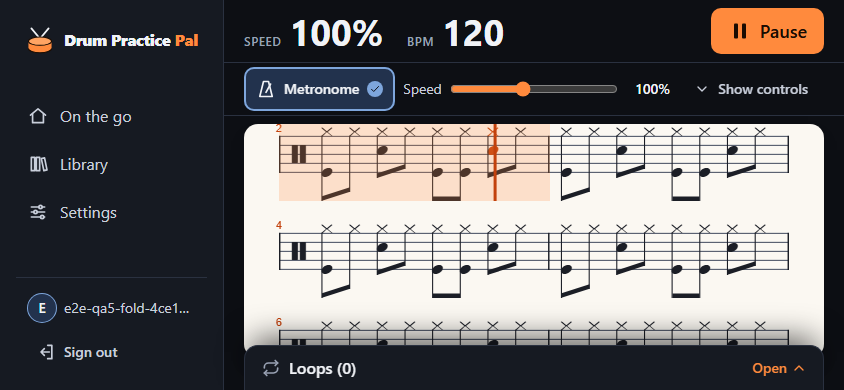 Drum Practice Pal
SPEED 100% BPM 120
Pause
Metronome
Speed
100%
Show controls
On the go
Library
Settings
E
e2e-qa5-fold-4ce1...
Sign out
2
4
6
Loops (0)
Open